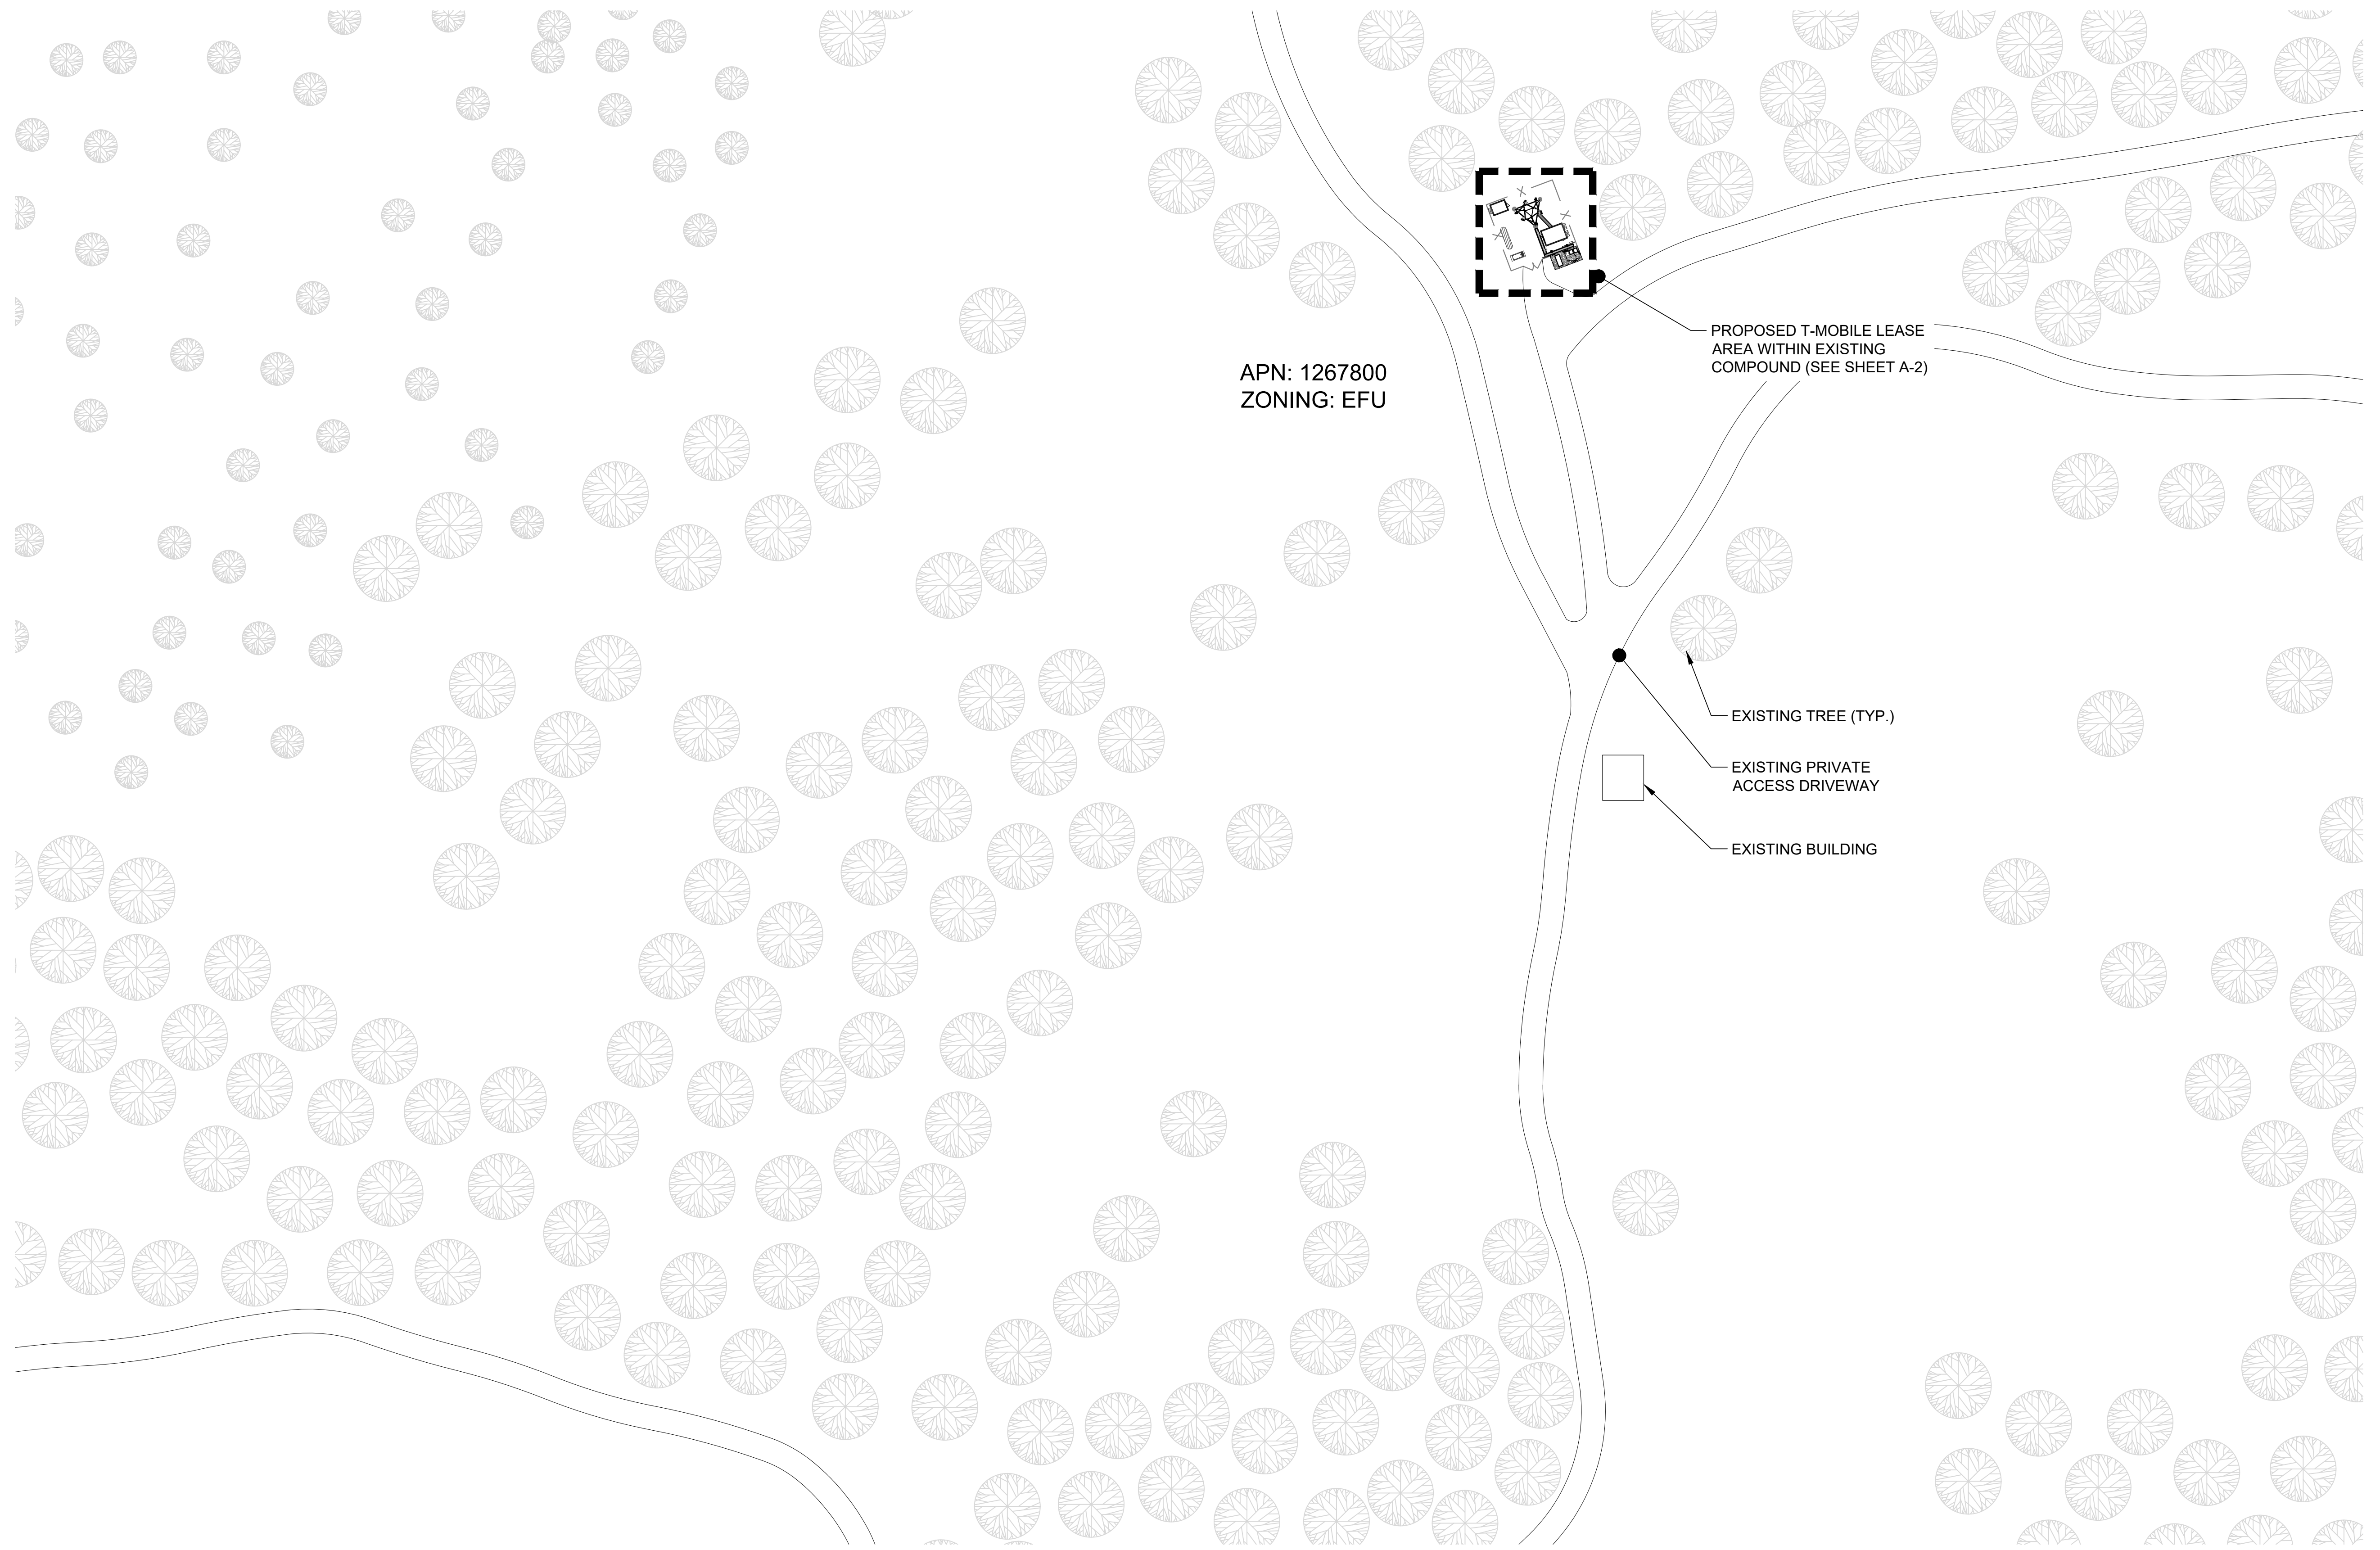 PROPOSED T-MOBILE LEASE
AREA WITHIN EXISTING
COMPOUND (SEE SHEET A-2)
APN: 1267800
ZONING: EFU
EXISTING TREE (TYP.)
EXISTING PRIVATE
ACCESS DRIVEWAY
EXISTING BUILDING